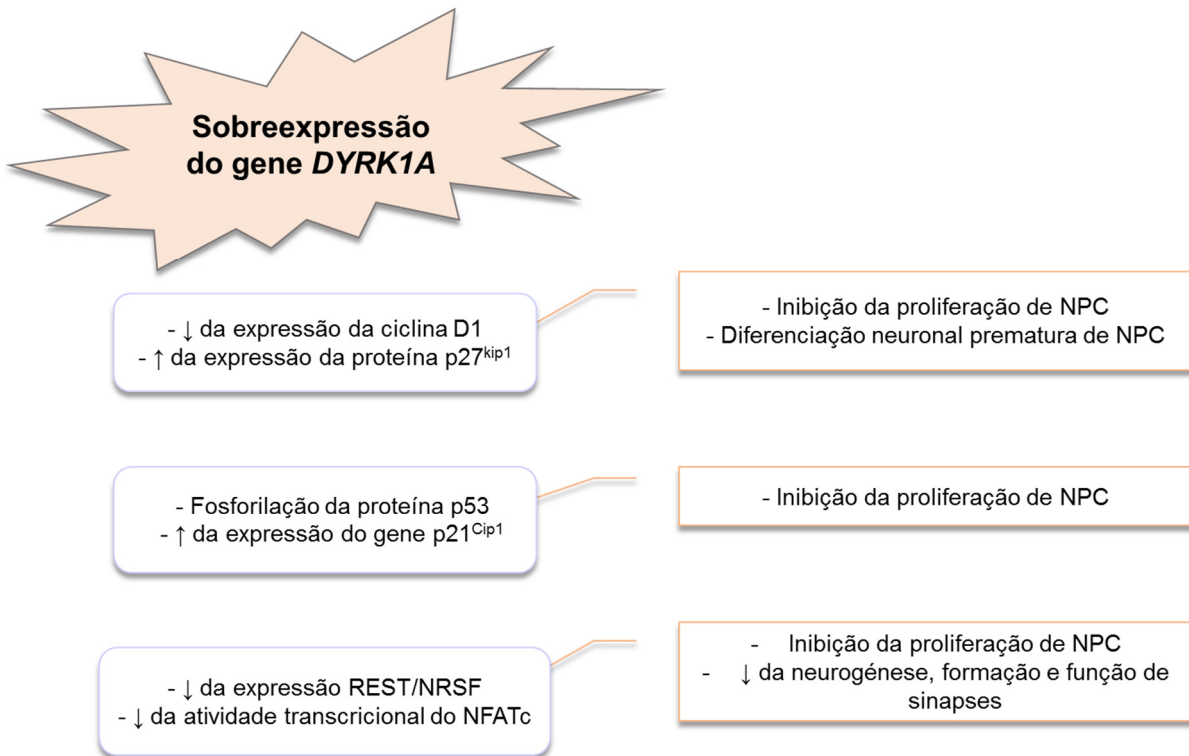 Sobreexpressão
do gene DYRK1A
- ↓ da expressão da ciclina D1
- ↑ da expressão da proteína p27kip1
- Inibição da proliferação de NPC
- Diferenciação neuronal prematura de NPC
- Fosforilação da proteína p53
- ↑ da expressão do gene p21Cip1
- Inibição da proliferação de NPC
- ↓ da expressão REST/NRSF
- ↓ da atividade transcricional do NFATc
- Inibição da proliferação de NPC
- ↓ da neurogénese, formação e função de
sinapses